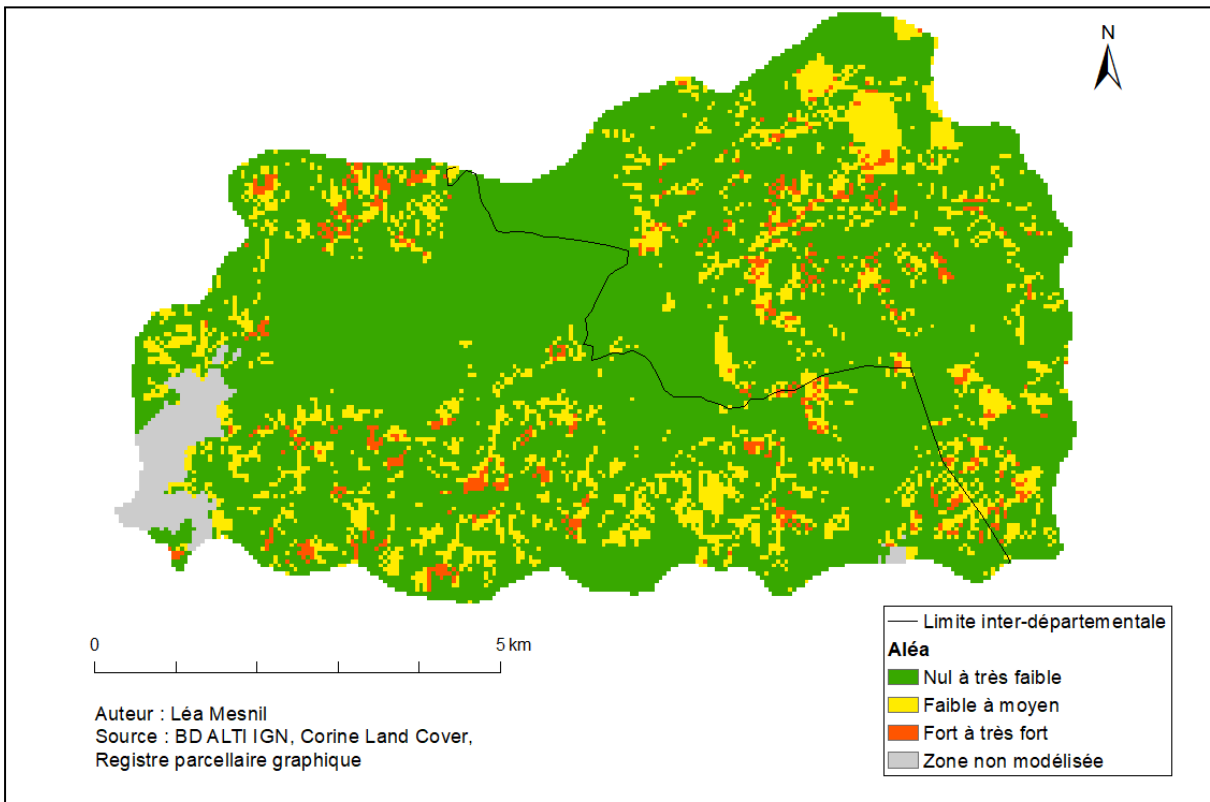 N
0
5 km
Auteur : Léa Mesnil
Source : BD ALTI IGN, Corine Land Cover,
Registre parcellaire graphique
Limite inter-départementale
Aléa
Nul à très faible
Faible à moyen
Fort à très fort
Zone non modélisée